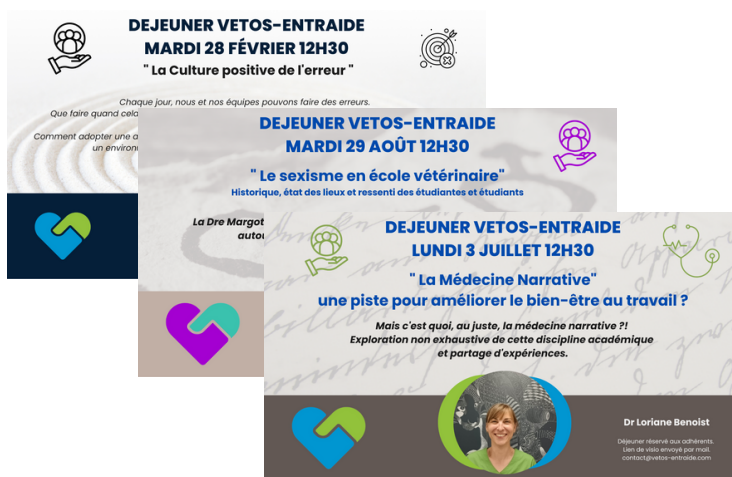 DEJEUNER VETOS-ENTRAIDE
MARDI 28 FÉVRIER 12H30
" La Culture positive de l'erreur "
Chaque jour, nous et nos équipes pouvons faire des erreurs.
Que faire quand cela
Comment adopter une
un
DEJEUNER VETOS-ENTRAIDE
MARDI 29 AOÛT 12H30
" Le sexisme en école vétérinaire"
Historique, état des lieux et ressenti des étudiantes et étudiants
La Dre Margot
DEJEUNER VETOS-ENTRAIDE
LUNDI 3 JUILLET 12H30
" La Médecine Narrative"
une piste pour améliorer le bien-être au travail ?
Mais c'est quoi, au juste, la médecine narrative ?!
Exploration non exhaustive de cette discipline académique
et partage d'expériences.
Dr Loriane Benoist
Déjeuner réservé aux adhérents.
Lien de visio envoyé par mail.
contact@vetos-entraide.com